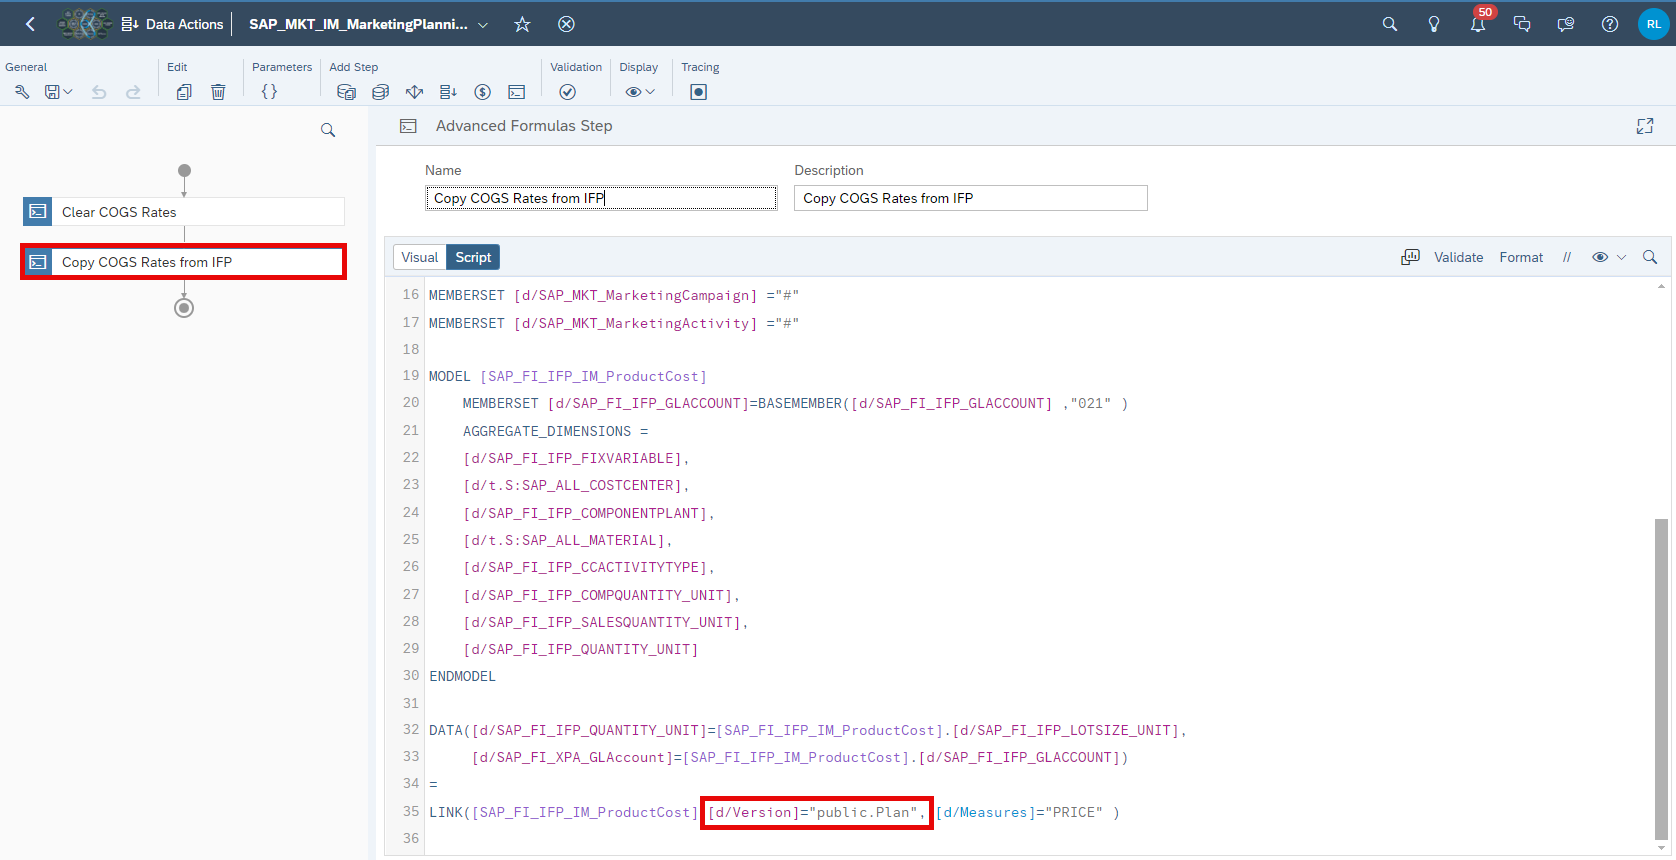 Data Actions SAP_MKT_IM_MarketingPlanni... 50 RL
General Edit Parameters Add Step Validation Display Tracing
Advanced Formulas Step
Name Description
Copy COGS Rates from IFP Copy COGS Rates from IFP
Clear COGS Rates
Copy COGS Rates from IFP
Visual Script Validate Format //
16 MEMBERSET [d/SAP_MKT_MarketingCampaign] ="#"
17 MEMBERSET [d/SAP_MKT_MarketingActivity] ="#"
18
19 MODEL [SAP_FI_IFP_IM_ProductCost]
20 MEMBERSET [d/SAP_FI_IFP_GLACCOUNT]=BASEMEMBER([d/SAP_FI_IFP_GLACCOUNT] ,"021" )
21 AGGREGATE_DIMENSIONS =
22 [d/SAP_FI_IFP_FIXVARIABLE],
23 [d/t.S:SAP_ALL_COSTCENTER],
24 [d/SAP_FI_IFP_COMPONENTPLANT],
25 [d/t.S:SAP_ALL_MATERIAL],
26 [d/SAP_FI_IFP_CCACTIVITYTYPE],
27 [d/SAP_FI_IFP_COMPQUANTITY_UNIT],
28 [d/SAP_FI_IFP_SALESQUANTITY_UNIT],
29 [d/SAP_FI_IFP_QUANTITY_UNIT]
30 ENDMODEL
31
32 DATA([d/SAP_FI_IFP_QUANTITY_UNIT]=[SAP_FI_IFP_IM_ProductCost].[d/SAP_FI_IFP_LOTSIZE_UNIT],
33 [d/SAP_FI_XPA_GLAccount]=[SAP_FI_IFP_IM_ProductCost].[d/SAP_FI_IFP_GLACCOUNT])
34 =
35 LINK([SAP_FI_IFP_IM_ProductCost] [d/Version]="public.Plan", [d/Measures]="PRICE" )
36